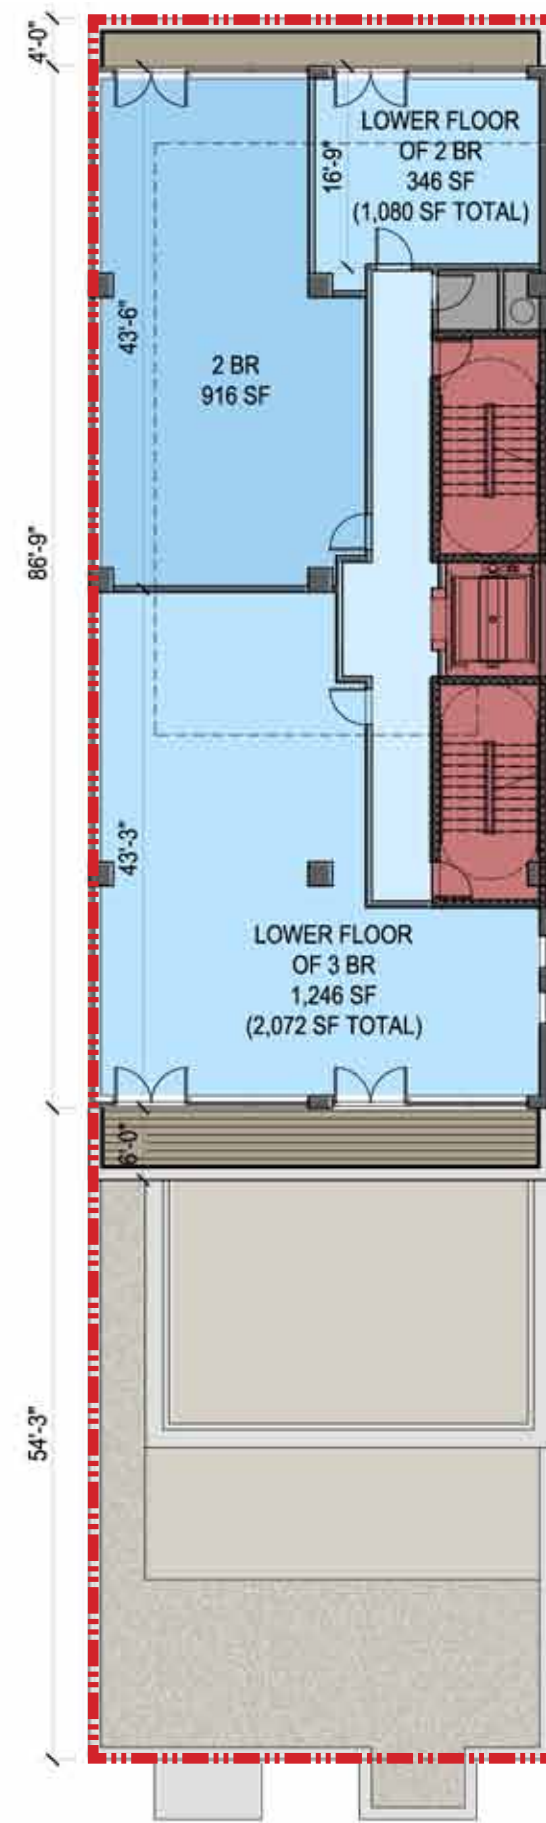 4'-0"
LOWER FLOOR
OF 2 BR
346 SF
(1,080 SF TOTAL)
16'-9"
43'-6"
2 BR
916 SF
86'-9"
43'-3"
LOWER FLOOR
OF 3 BR
1,246 SF
(2,072 SF TOTAL)
6'-0"
54'-3"